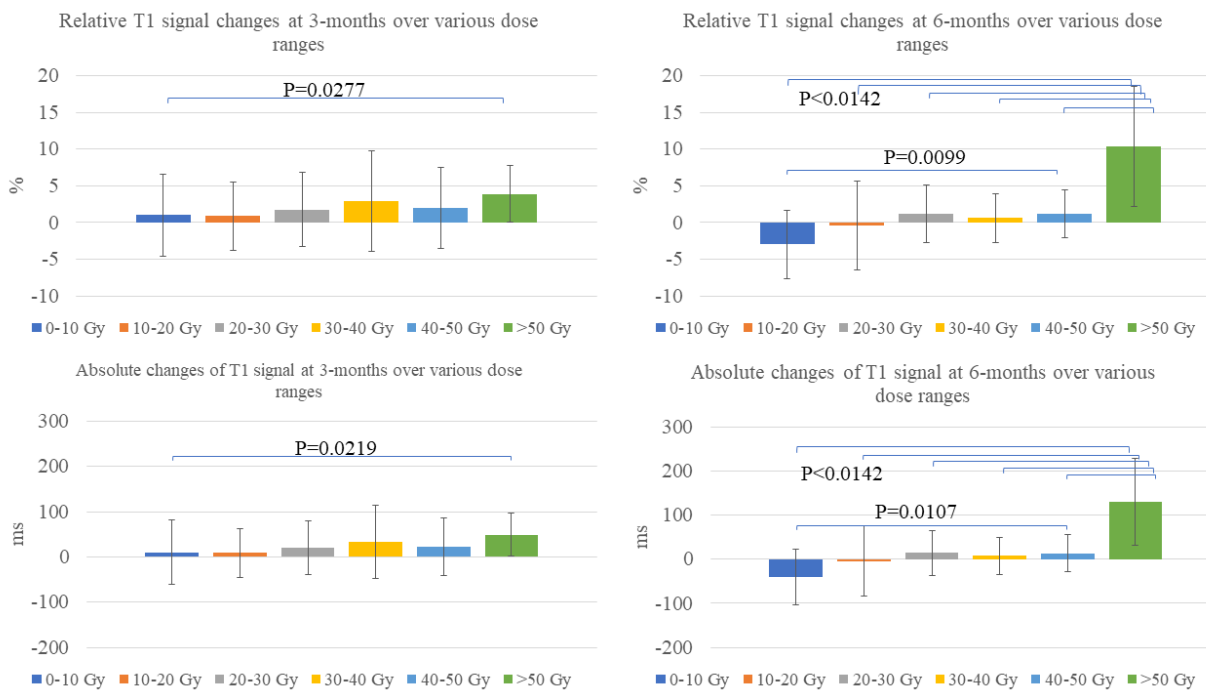 Relative T1 signal changes at 3-months over various dose
ranges
20
15
10
5
0
-5
-10
%
P=0.0277
0-10 Gy 10-20 Gy 20-30 Gy 30-40 Gy 40-50 Gy >50 Gy
Relative T1 signal changes at 6-months over various dose
ranges
20
15
10
5
0
-5
-10
%
P<0.0142
P=0.0099
0-10 Gy 10-20 Gy 20-30 Gy 30-40 Gy 40-50 Gy >50 Gy
Absolute changes of T1 signal at 3-months over various dose
ranges
300
200
100
0
-100
-200
ms
P=0.0219
0-10 Gy 10-20 Gy 20-30 Gy 30-40 Gy 40-50 Gy >50 Gy
Absolute changes of T1 signal at 6-months over various
dose ranges
300
200
100
0
-100
-200
ms
P<0.0142
P=0.0107
0-10 Gy 10-20 Gy 20-30 Gy 30-40 Gy 40-50 Gy >50 Gy